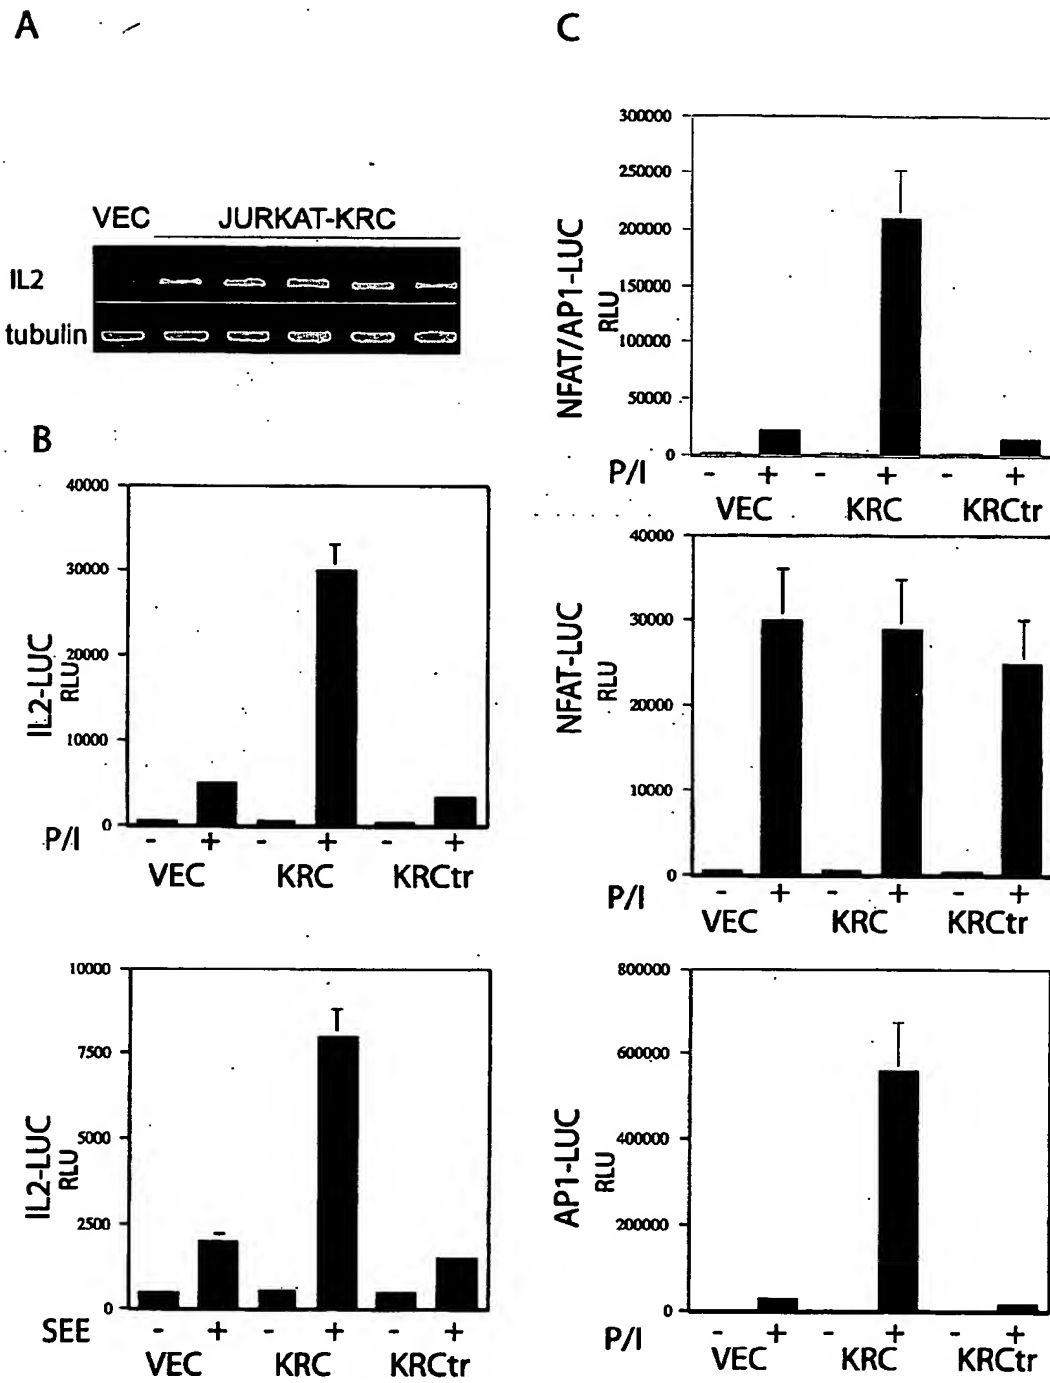 A
VEC JURKAT-KRC
IL2
tubulin
B
40000
30000
20000
10000
0
IL2-LUC
RLU
P/I - + - + - +
VEC KRC KRCtr
10000
7500
5000
2500
0
IL2-LUC
RLU
SEE - + - + - +
VEC KRC KRCtr
C
300000
250000
200000
150000
100000
50000
0
NFAT/AP1-LUC
RLU
P/I - + - + - +
VEC KRC KRCtr
40000
30000
20000
10000
0
NFAT-LUC
RLU
P/I - + - + - +
VEC KRC KRCtr
800000
600000
400000
200000
0
AP1-LUC
RLU
P/I - + - + - +
VEC KRC KRCtr